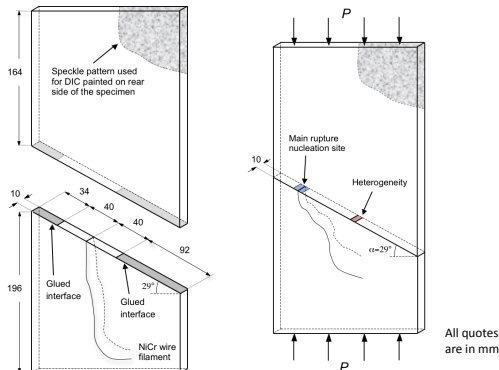 P
164
Speckle pattern used
for DIC painted on rear
side of the specimen
Main rupture
nucleation site
10
Heterogeneity
α=29°
10
34
40
40
92
Glued
interface
29°
Glued
interface
196
NiCr wire
filament
P
All quotes
are in mm